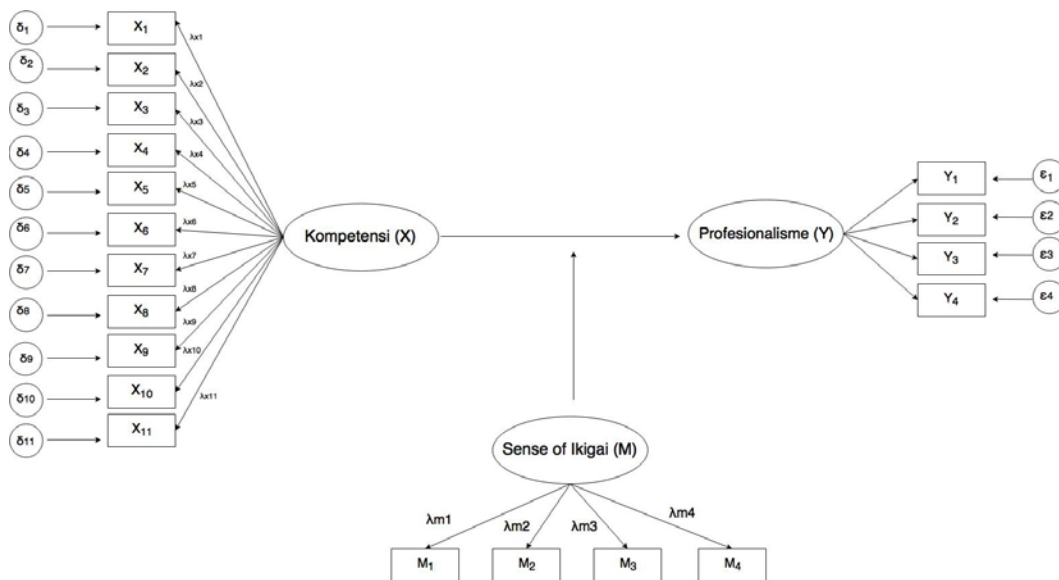 δ1
X1
λx1
δ2
X2
λx2
δ3
X3
λx3
δ4
X4
λx4
δ5
X5
λx5
δ6
X6
λx6
δ7
X7
λx7
δ8
X8
λx8
δ9
X9
λx9
δ10
X10
λx10
δ11
X11
λx11
Kompetensi (X)
Profesionalisme (Y)
Y1
ε1
Y2
ε2
Y3
ε3
Y4
ε4
Sense of Ikigai (M)
λm1
λm2
λm3
λm4
M1
M2
M3
M4